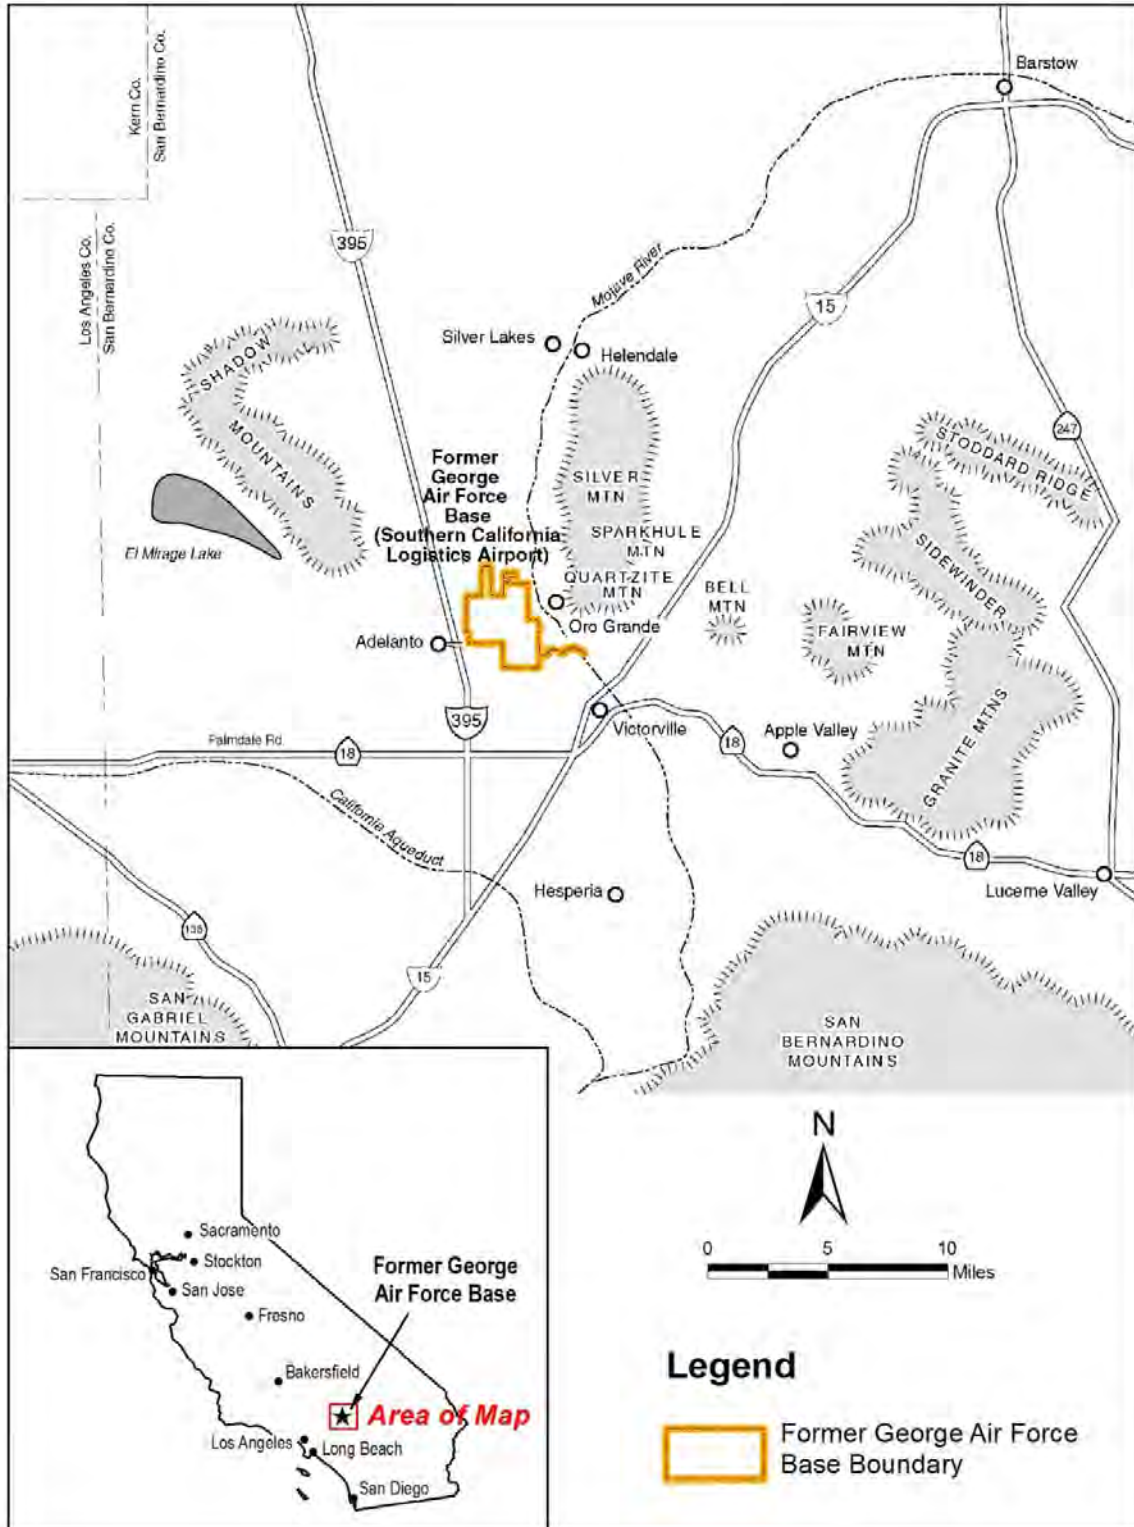 Barstow
Kern Co.
San Bernardino Co.
395
Mojave River
Los Angeles Co.
San Bernardino Co.
15
Silver Lakes
Helendale
SHADOW
MOUNTAINS
247
STODDARD RIDGE
Former
George
Air Force
Base
(Southern California
Logistics Airport)
SILVER
MTN
SPARKHULE
MTN
El Mirage Lake
SIDEWINDER
QUARTZITE
MTN
BELL
MTN
Oro Grande
FAIRVIEW
MTN
Adelanto
395
Victorville
GRANITE MTNS
Palmdale Rd.
18
18
Apple Valley
California Aqueduct
18
Hesperia
Lucerne Valley
138
15
SAN
GABRIEL
MOUNTAINS
SAN
BERNARDINO
MOUNTAINS
N
0
5
10
Miles
Sacramento
Stockton
San Francisco
San Jose
Former George
Air Force Base
Fresno
Bakersfield
Area of Map
Los Angeles
Long Beach
San Diego
Legend
Former George Air Force
Base Boundary